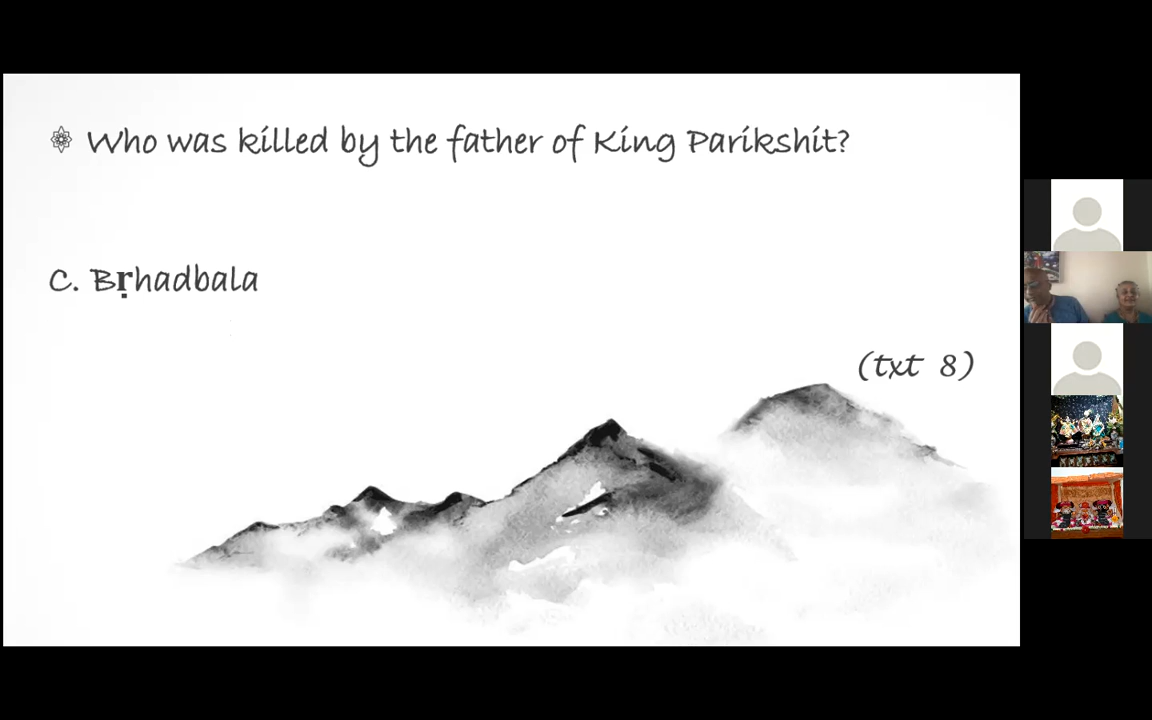 Who was killed by the father of King Parikshit?
C. Bṛhadbala
(txt 8)